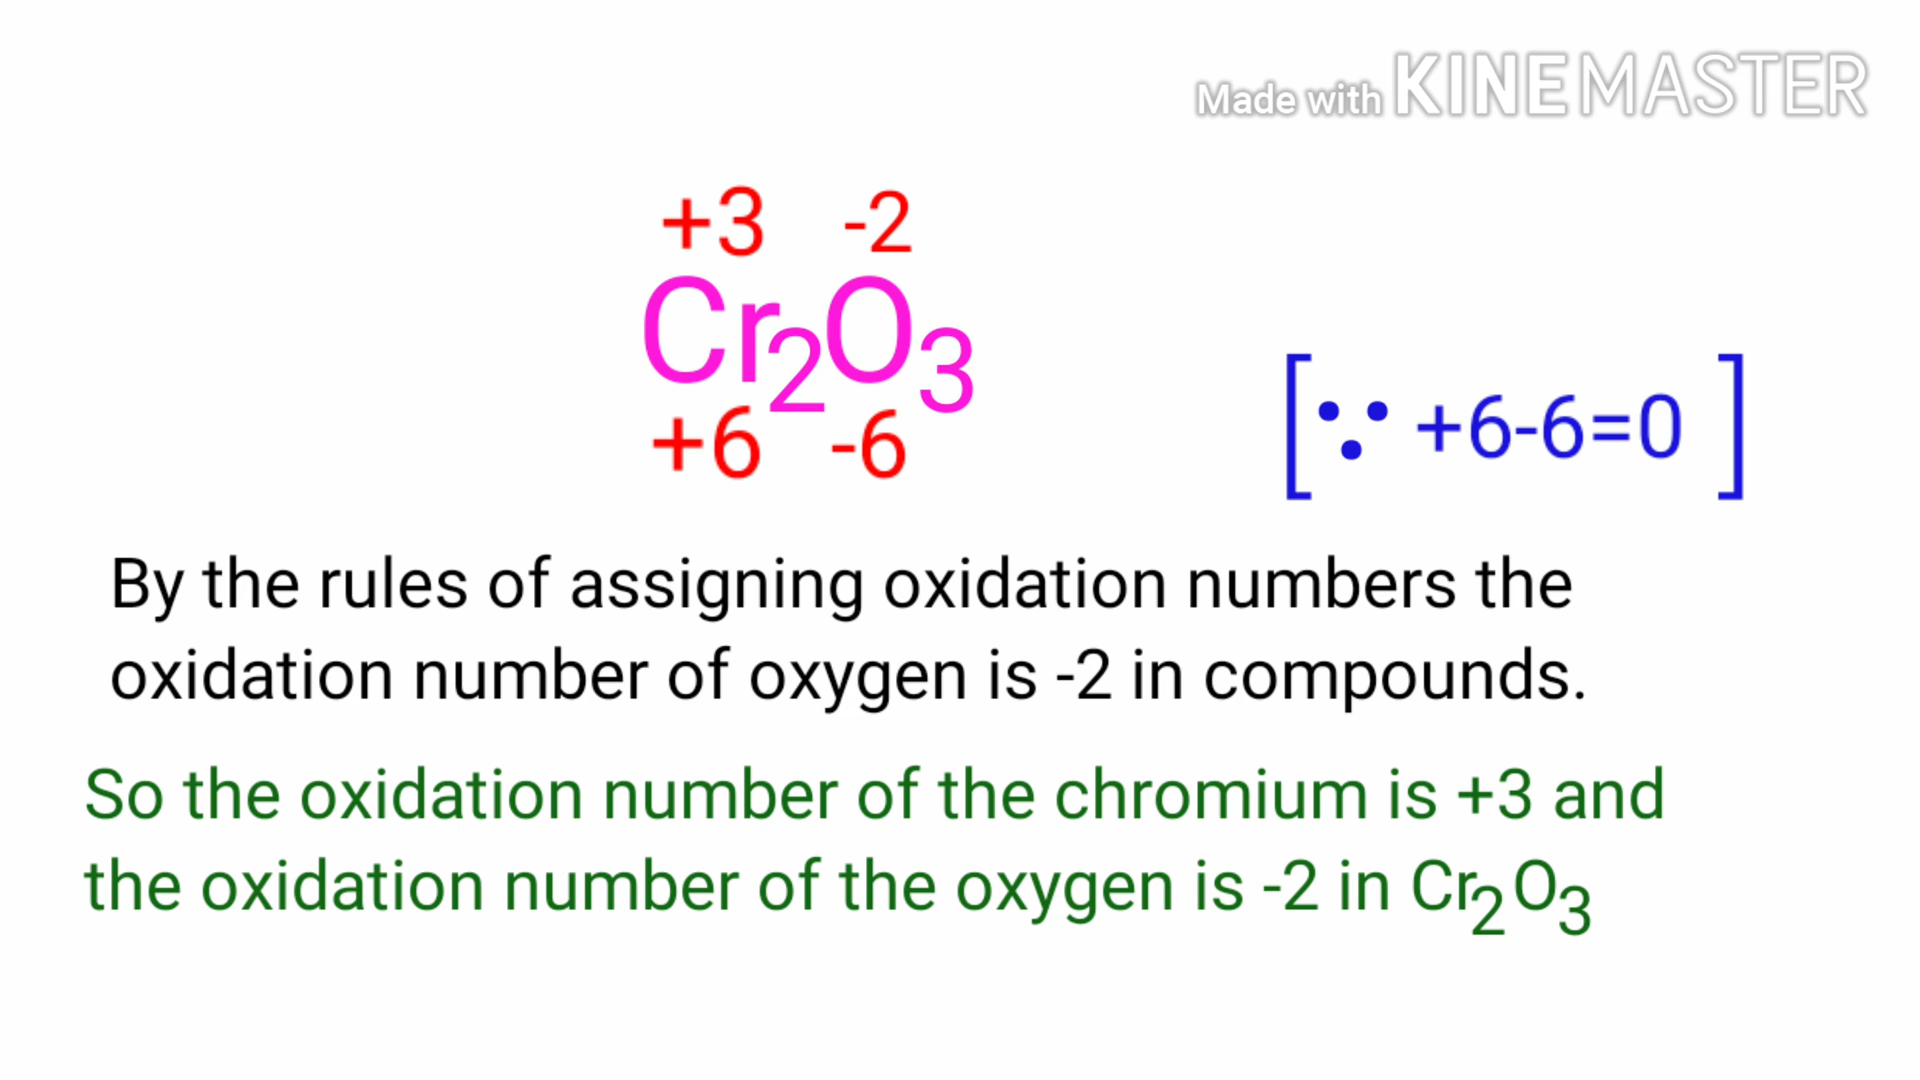 Made with KINEMASTER
+3 -2
Cr₂O₃
+6 -6
[∵ +6-6=0 ]
By the rules of assigning oxidation numbers the
oxidation number of oxygen is -2 in compounds.
So the oxidation number of the chromium is +3 and
the oxidation number of the oxygen is -2 in Cr₂O₃